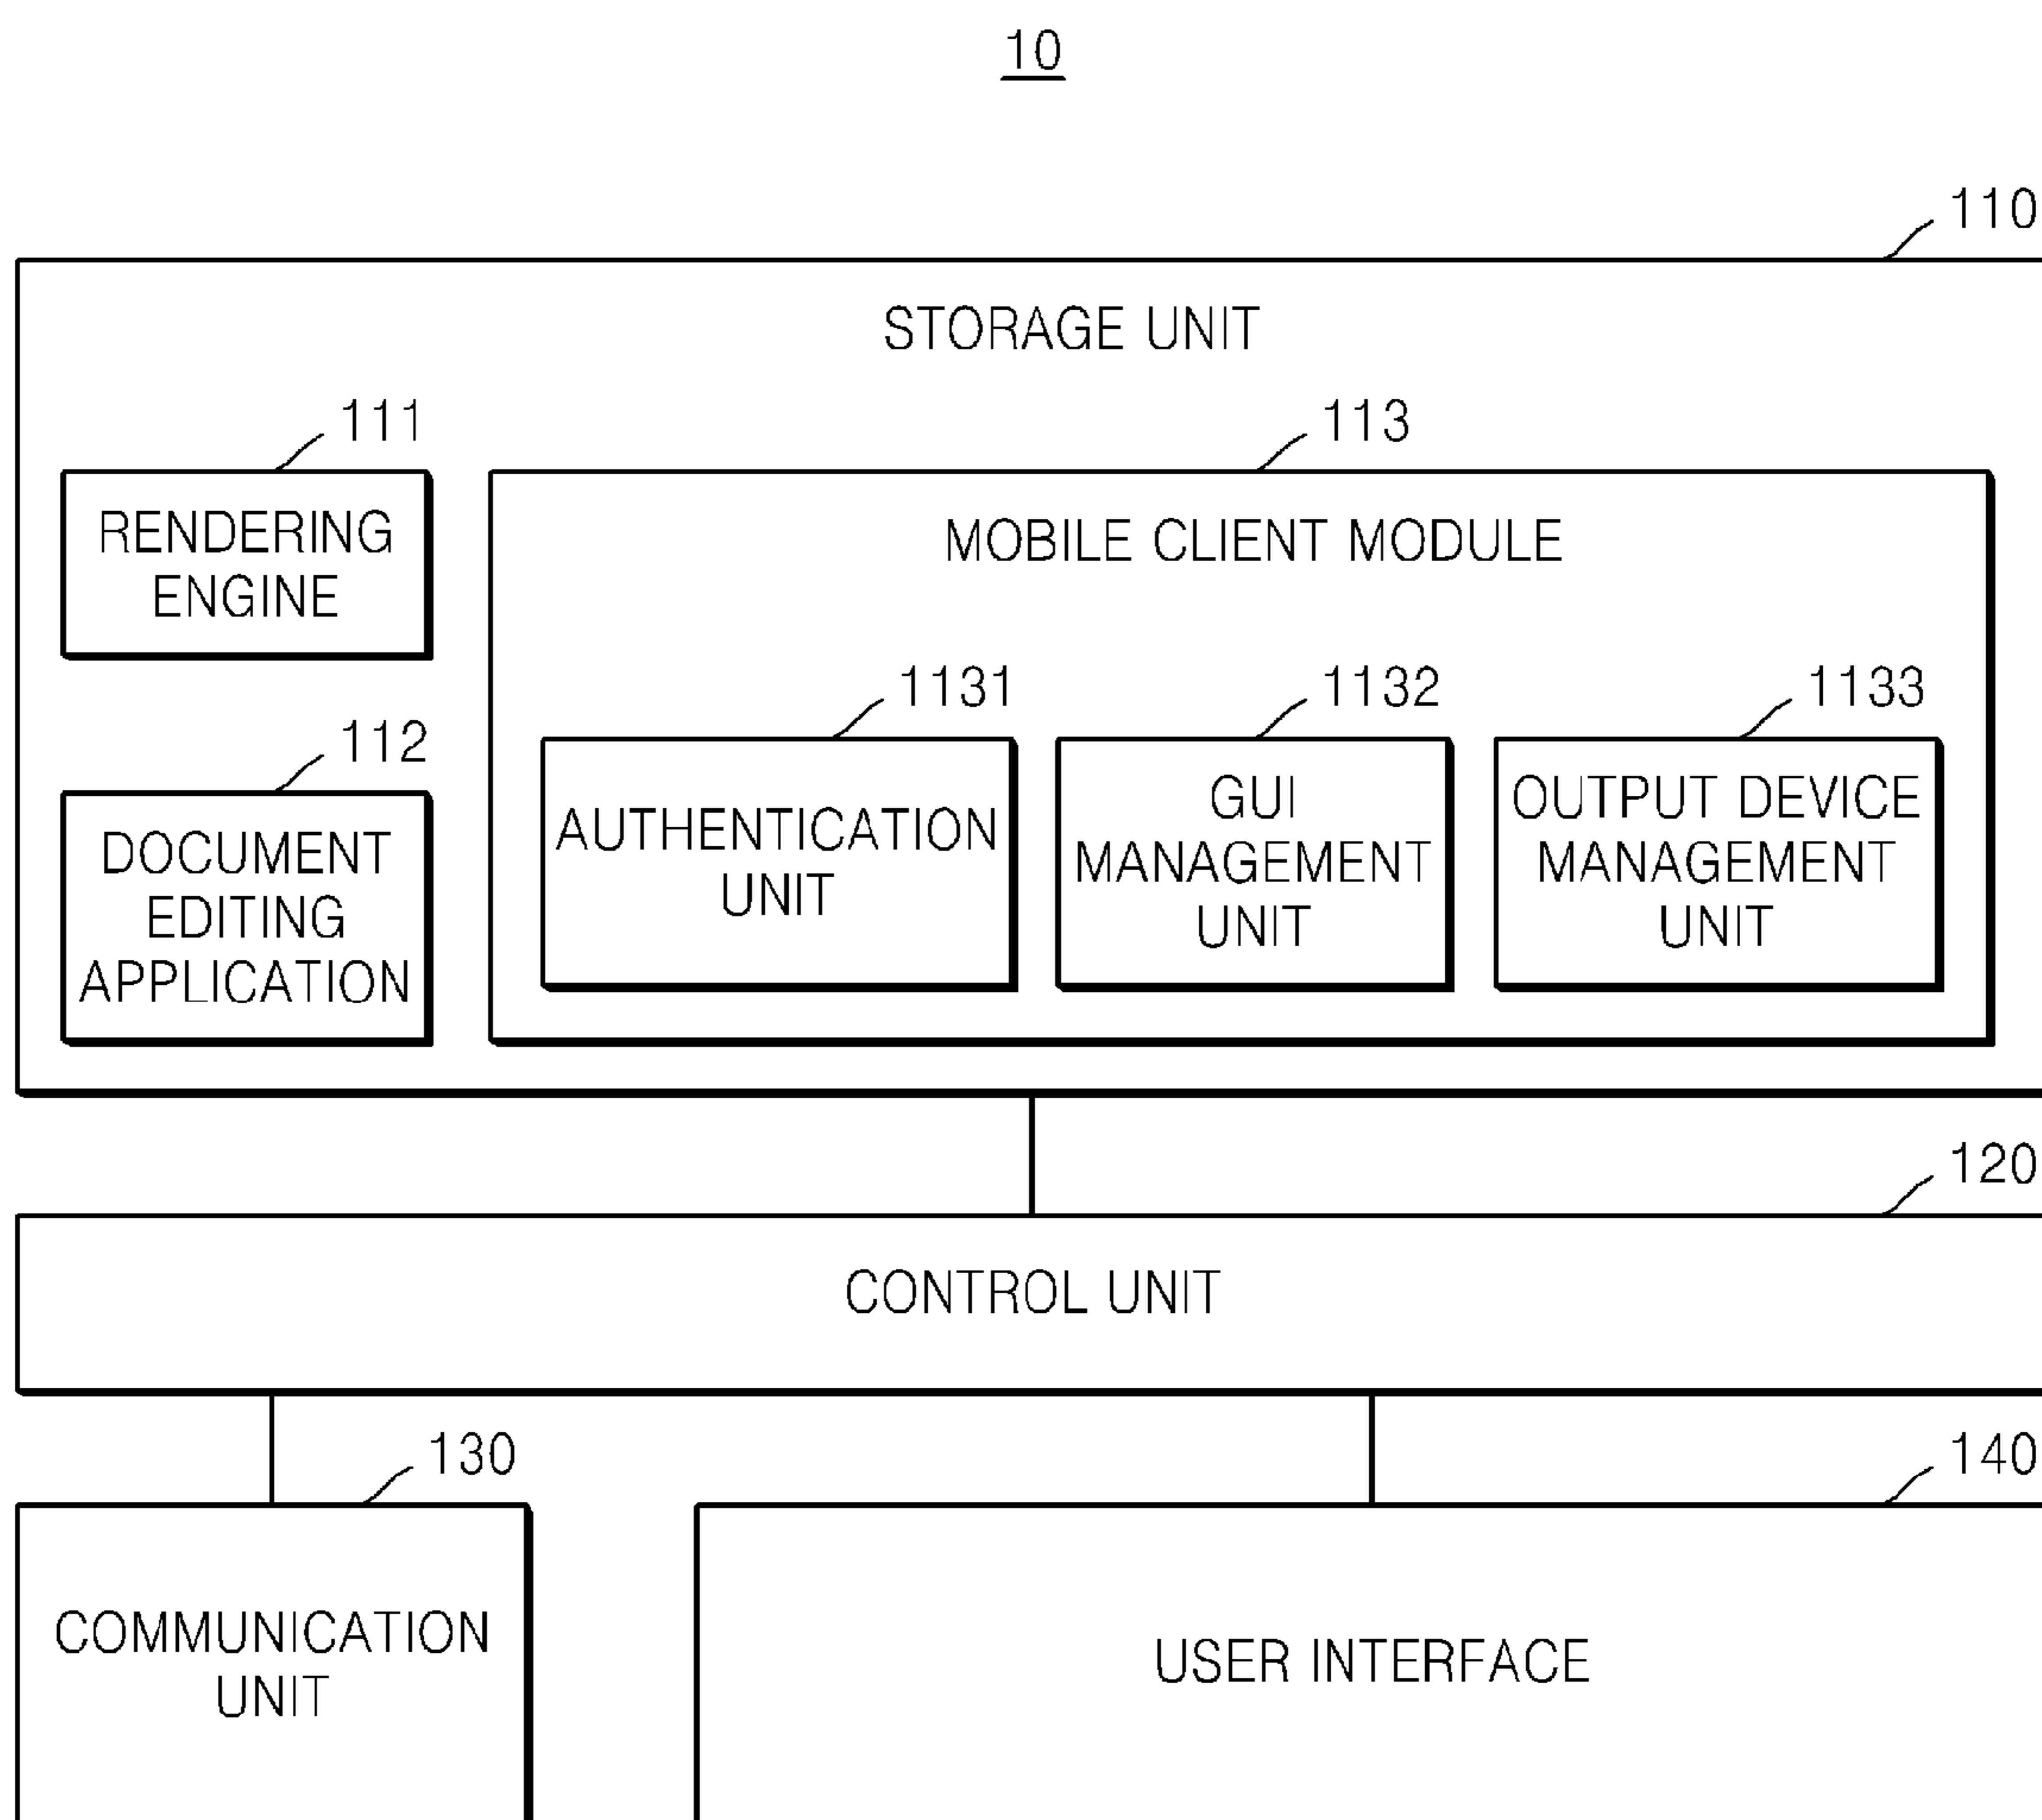 10
110
STORAGE UNIT
111
113
RENDERING
ENGINE
MOBILE CLIENT MODULE
112
DOCUMENT
EDITING
APPLICATION
1131
AUTHENTICATION
UNIT
1132
GUI
MANAGEMENT
UNIT
1133
OUTPUT DEVICE
MANAGEMENT
UNIT
120
CONTROL UNIT
130
COMMUNICATION
UNIT
140
USER INTERFACE